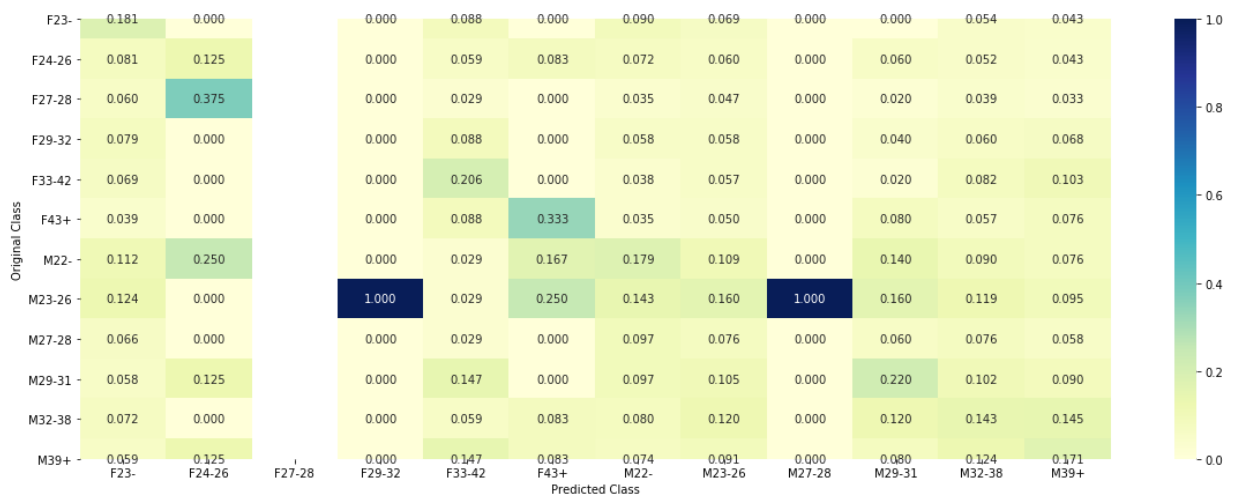 F23- 0.181 0.000 0.000 0.088 0.000 0.090 0.069 0.000 0.000 0.054 0.043 1.0
F24-26 0.081 0.125 0.000 0.059 0.083 0.072 0.060 0.000 0.060 0.052 0.043
F27-28 0.060 0.375 0.000 0.029 0.000 0.035 0.047 0.000 0.020 0.039 0.033 0.8
F29-32 0.079 0.000 0.000 0.088 0.000 0.058 0.058 0.000 0.040 0.060 0.068
F33-42 0.069 0.000 0.000 0.206 0.000 0.038 0.057 0.000 0.020 0.082 0.103 0.6
F43+ 0.039 0.000 0.000 0.088 0.333 0.035 0.050 0.000 0.080 0.057 0.076
Original Class
M22- 0.112 0.250 0.000 0.029 0.167 0.179 0.109 0.000 0.140 0.090 0.076 0.4
M23-26 0.124 0.000 1.000 0.029 0.250 0.143 0.160 1.000 0.160 0.119 0.095
M27-28 0.066 0.000 0.000 0.029 0.000 0.097 0.076 0.000 0.060 0.076 0.058
M29-31 0.058 0.125 0.000 0.147 0.000 0.097 0.105 0.000 0.220 0.102 0.090 0.2
M32-38 0.072 0.000 0.000 0.059 0.083 0.080 0.120 0.000 0.120 0.143 0.145
M39+ 0.059 0.125 0.000 0.147 0.083 0.074 0.091 0.000 0.080 0.124 0.171 0.0
F23- F24-26 F27-28 F29-32 F33-42 F43+ M22- M23-26 M27-28 M29-31 M32-38 M39+
Predicted Class